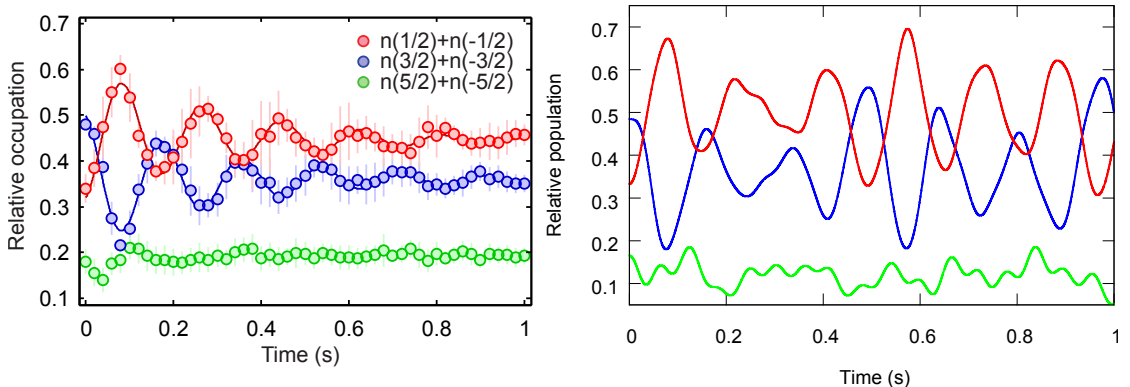 Relative occupation
0.7
0.6
0.5
0.4
0.3
0.2
0.1
n(1/2)+n(-1/2)
n(3/2)+n(-3/2)
n(5/2)+n(-5/2)
0 0.2 0.4 0.6 0.8 1
Time (s)
Relative population
0.7
0.6
0.5
0.4
0.3
0.2
0.1
0 0.2 0.4 0.6 0.8 1
Time (s)